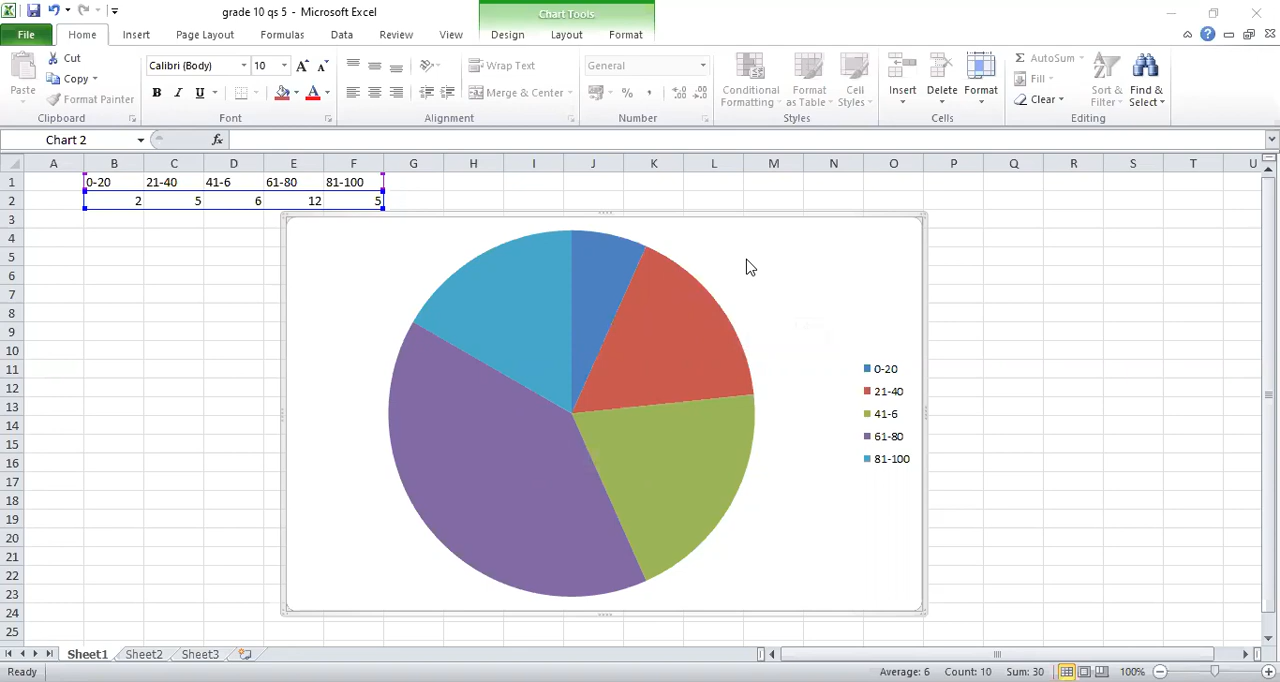 grade 10 qs 5 - Microsoft Excel
Chart Tools
File Home Insert Page Layout Formulas Data Review View Design Layout Format
Paste
Cut
Copy
Format Painter
Clipboard
Calibri (Body) 10 A A
B I U A
Font
Wrap Text
Merge & Center
Alignment
General
%
Number
Conditional Formatting
Format as Table
Cell Styles
Styles
Insert Delete Format
Cells
Σ AutoSum
Fill
Clear
Sort & Filter
Find & Select
Editing
Chart 2 fx
A B C D E F G H I J K L M N O P Q R S T U
1 0-20 21-40 41-6 61-80 81-100
2 2 5 6 12 5
3
4
5
6
7
8
9
10
11
12
13
14
15
16
17
18
19
20
21
22
23
24
25
0-20
21-40
41-6
61-80
81-100
Sheet1 Sheet2 Sheet3
Ready Average: 6 Count: 10 Sum: 30 100%